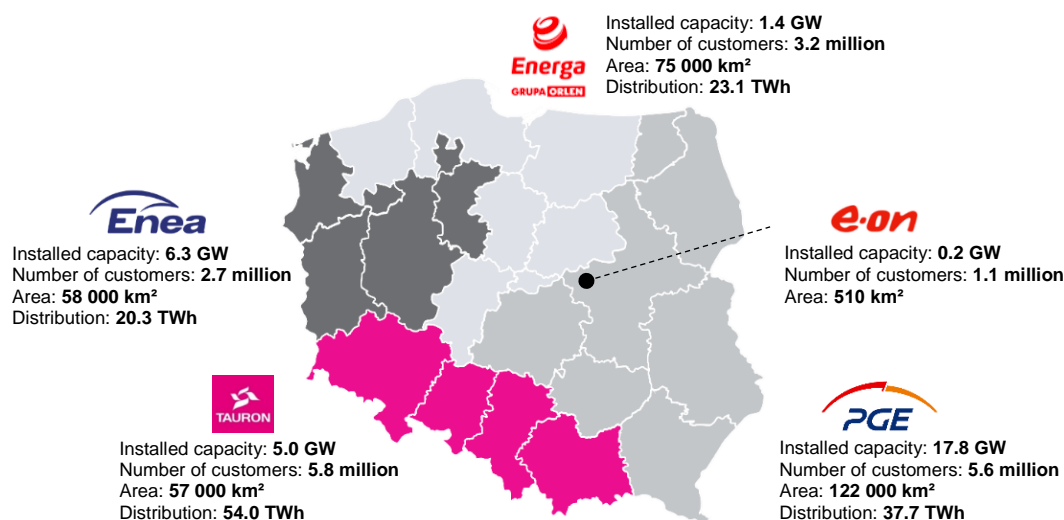 Energa
GRUPA ORLEN
Installed capacity: 1.4 GW
Number of customers: 3.2 million
Area: 75 000 km²
Distribution: 23.1 TWh
Enea
Installed capacity: 6.3 GW
Number of customers: 2.7 million
Area: 58 000 km²
Distribution: 20.3 TWh
e·on
Installed capacity: 0.2 GW
Number of customers: 1.1 million
Area: 510 km²
TAURON
Installed capacity: 5.0 GW
Number of customers: 5.8 million
Area: 57 000 km²
Distribution: 54.0 TWh
PGE
Installed capacity: 17.8 GW
Number of customers: 5.6 million
Area: 122 000 km²
Distribution: 37.7 TWh